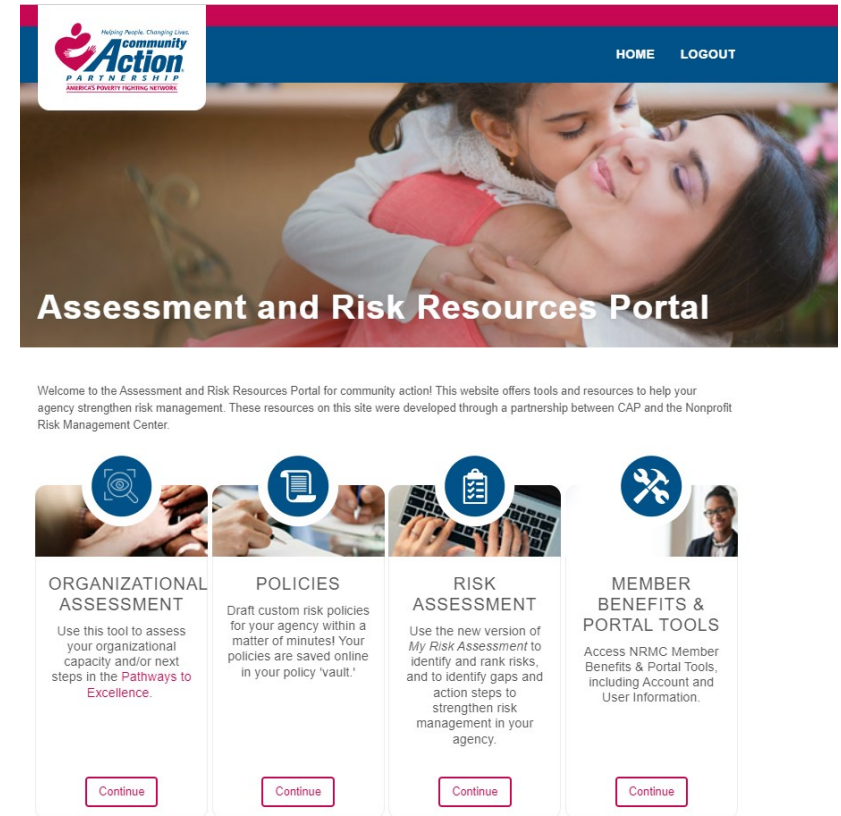 Helping People. Changing Lives.
community
Action
PARTNERSHIP
AMERICA'S POVERTY FIGHTING NETWORK
HOME LOGOUT
Assessment and Risk Resources Portal
Welcome to the Assessment and Risk Resources Portal for community action! This website offers tools and resources to help your
agency strengthen risk management. These resources on this site were developed through a partnership between CAP and the Nonprofit
Risk Management Center.
ORGANIZATIONAL
ASSESSMENT
Use this tool to assess
your organizational
capacity and/or next
steps in the Pathways to
Excellence.
Continue
POLICIES
Draft custom risk policies
for your agency within a
matter of minutes! Your
policies are saved online
in your policy 'vault.'
Continue
RISK
ASSESSMENT
Use the new version of
My Risk Assessment to
identify and rank risks,
and to identify gaps and
action steps to
strengthen risk
management in your
agency.
Continue
MEMBER
BENEFITS &
PORTAL TOOLS
Access NRMC Member
Benefits & Portal Tools,
including Account and
User Information.
Continue